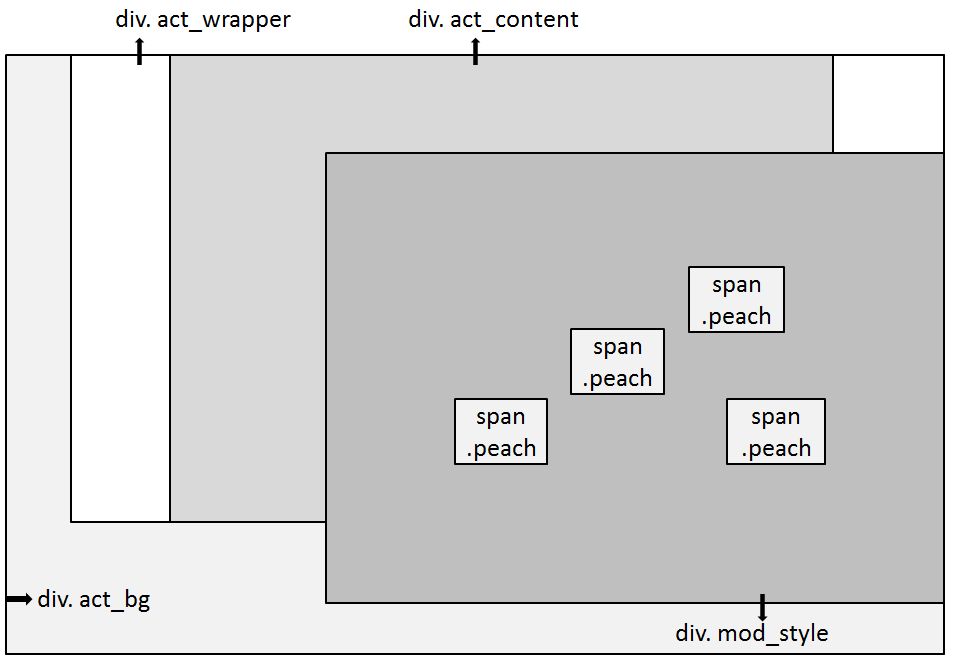 div. act_wrapper
div. act_content
span
.peach
span
.peach
span
.peach
span
.peach
div. act_bg
div. mod_style